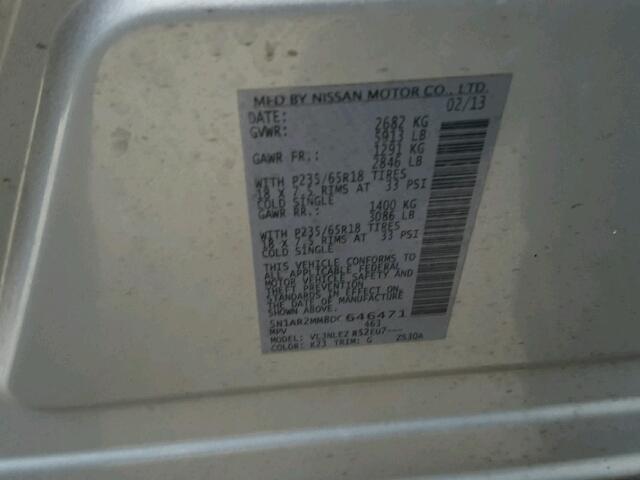 MFD BY NISSAN MOTOR CO., LTD.
DATE: 02/13
GVWR: 2682 KG
5913 LB
GAWR FR.: 1291 KG
2846 LB
WITH P235/65R18 TIRES
18 X 7.5 RIMS AT 33 PSI
COLD SINGLE
GAWR RR.: 1400 KG
3086 LB
WITH P235/65R18 TIRES
18 X 7.5 RIMS AT 33 PSI
COLD SINGLE
THIS VEHICLE CONFORMS TO
ALL APPLICABLE FEDERAL
MOTOR VEHICLE SAFETY AND
THEFT PREVENTION
STANDARDS IN EFFECT
ON THE DATE OF
MANUFACTURE SHOWN ABOVE
5N1AR2MM8DC646471
MPV 461
MODEL:
COLOR: K23 TRIM: G